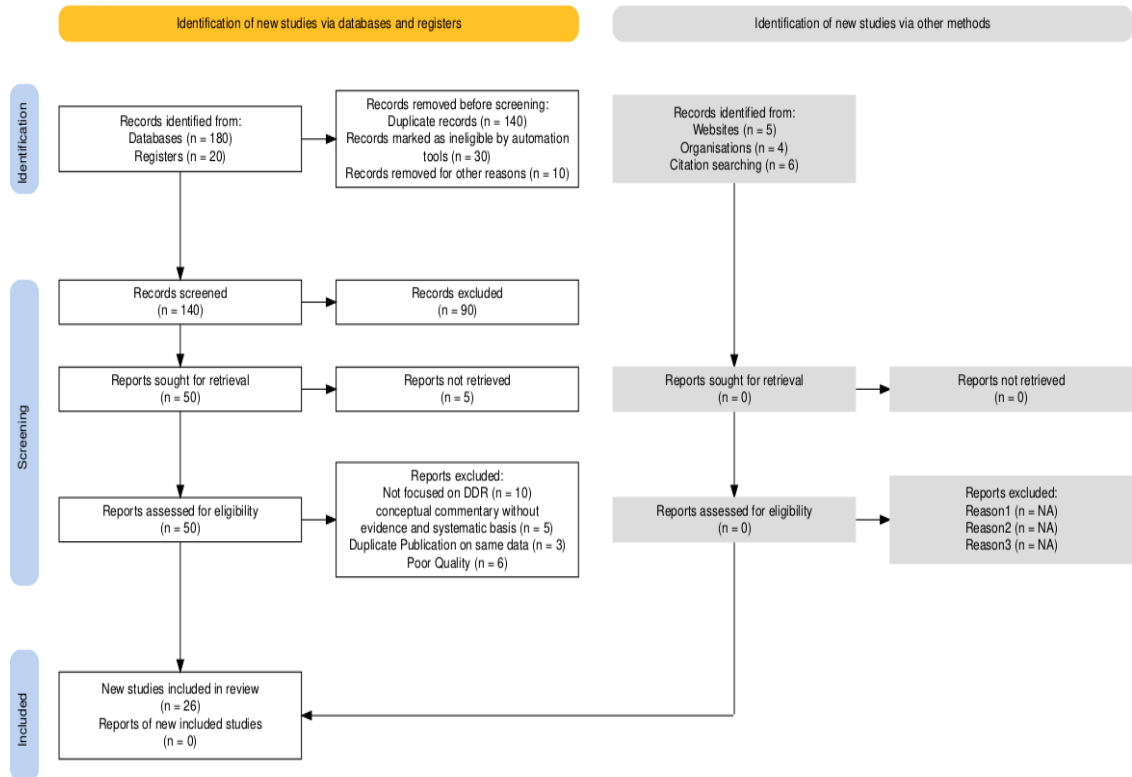 Identification of new studies via databases and registers
Identification of new studies via other methods
Identification
Records identified from:
Databases (n = 180)
Registers (n = 20)
Records removed before screening:
Duplicate records (n = 140)
Records marked as ineligible by automation
tools (n = 30)
Records removed for other reasons (n = 10)
Records identified from:
Websites (n = 5)
Organisations (n = 4)
Citation searching (n = 6)
Screening
Records screened
(n = 140)
Records excluded
(n = 90)
Reports sought for retrieval
(n = 50)
Reports not retrieved
(n = 5)
Reports sought for retrieval
(n = 0)
Reports not retrieved
(n = 0)
Reports assessed for eligibility
(n = 50)
Reports excluded:
Not focused on DDR (n = 10)
conceptual commentary without
evidence and systematic basis (n = 5)
Duplicate Publication on same data (n = 3)
Poor Quality (n = 6)
Reports assessed for eligibility
(n = 0)
Reports excluded:
Reason1 (n = NA)
Reason2 (n = NA)
Reason3 (n = NA)
Included
New studies included in review
(n = 26)
Reports of new included studies
(n = 0)